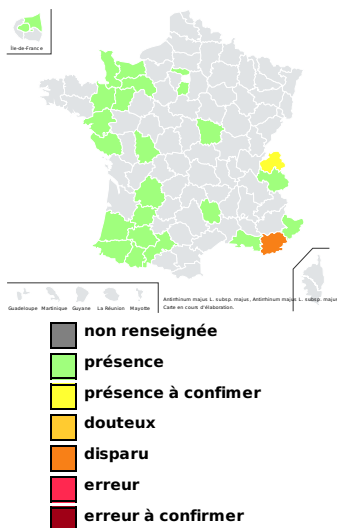 Île-de-France
Guadeloupe Martinique Guyane La Réunion Mayotte
Antirrhinum majus L. subsp. majus, Antirrhinum majus L. subsp. majus
Carte en cours d'élaboration.
non renseignée
présence
présence à confimer
douteux
disparu
erreur
erreur à confirmer